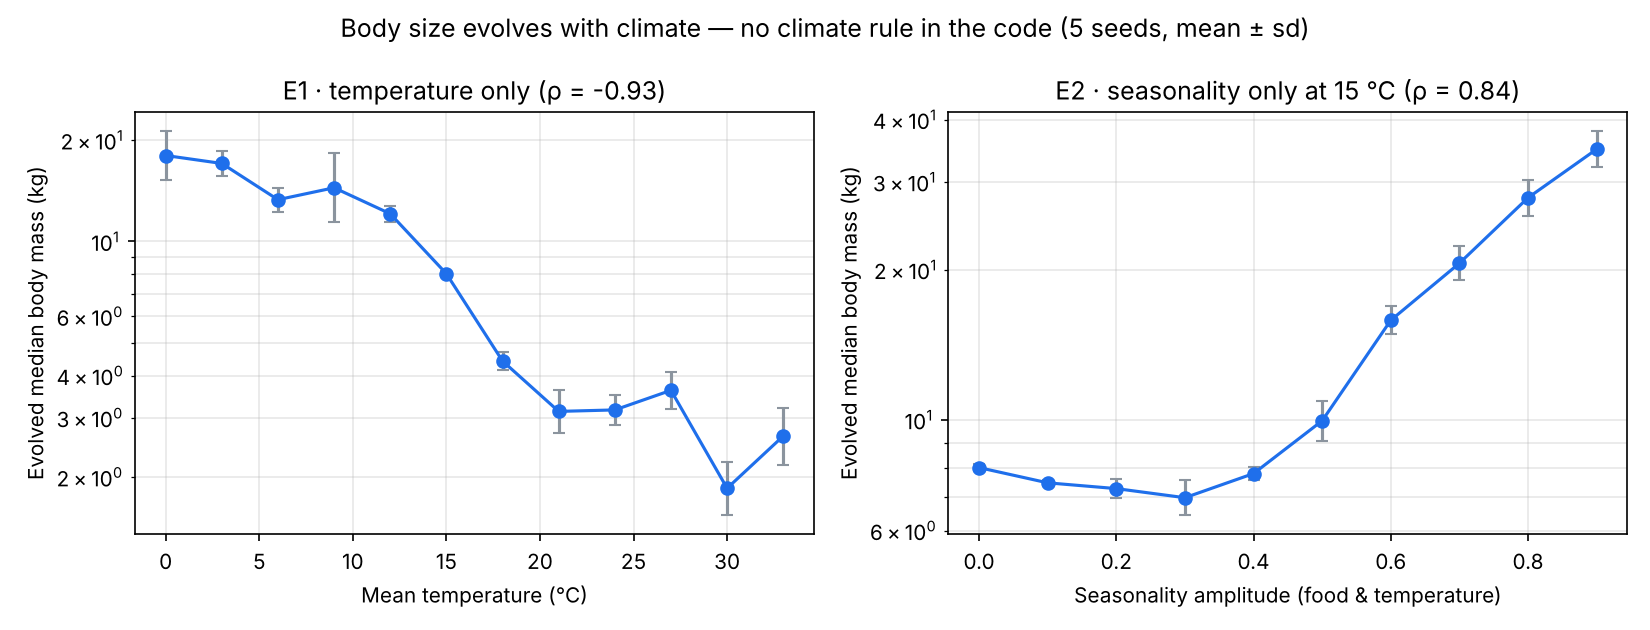 Body size evolves with climate — no climate rule in the code (5 seeds, mean ± sd)
E1 · temperature only (ρ = -0.93)
Evolved median body mass (kg)
2 × 10¹
10¹
6 × 10⁰
4 × 10⁰
3 × 10⁰
2 × 10⁰
0 5 10 15 20 25 30
Mean temperature (°C)
E2 · seasonality only at 15 °C (ρ = 0.84)
Evolved median body mass (kg)
4 × 10¹
3 × 10¹
2 × 10¹
10¹
6 × 10⁰
0.0 0.2 0.4 0.6 0.8
Seasonality amplitude (food & temperature)